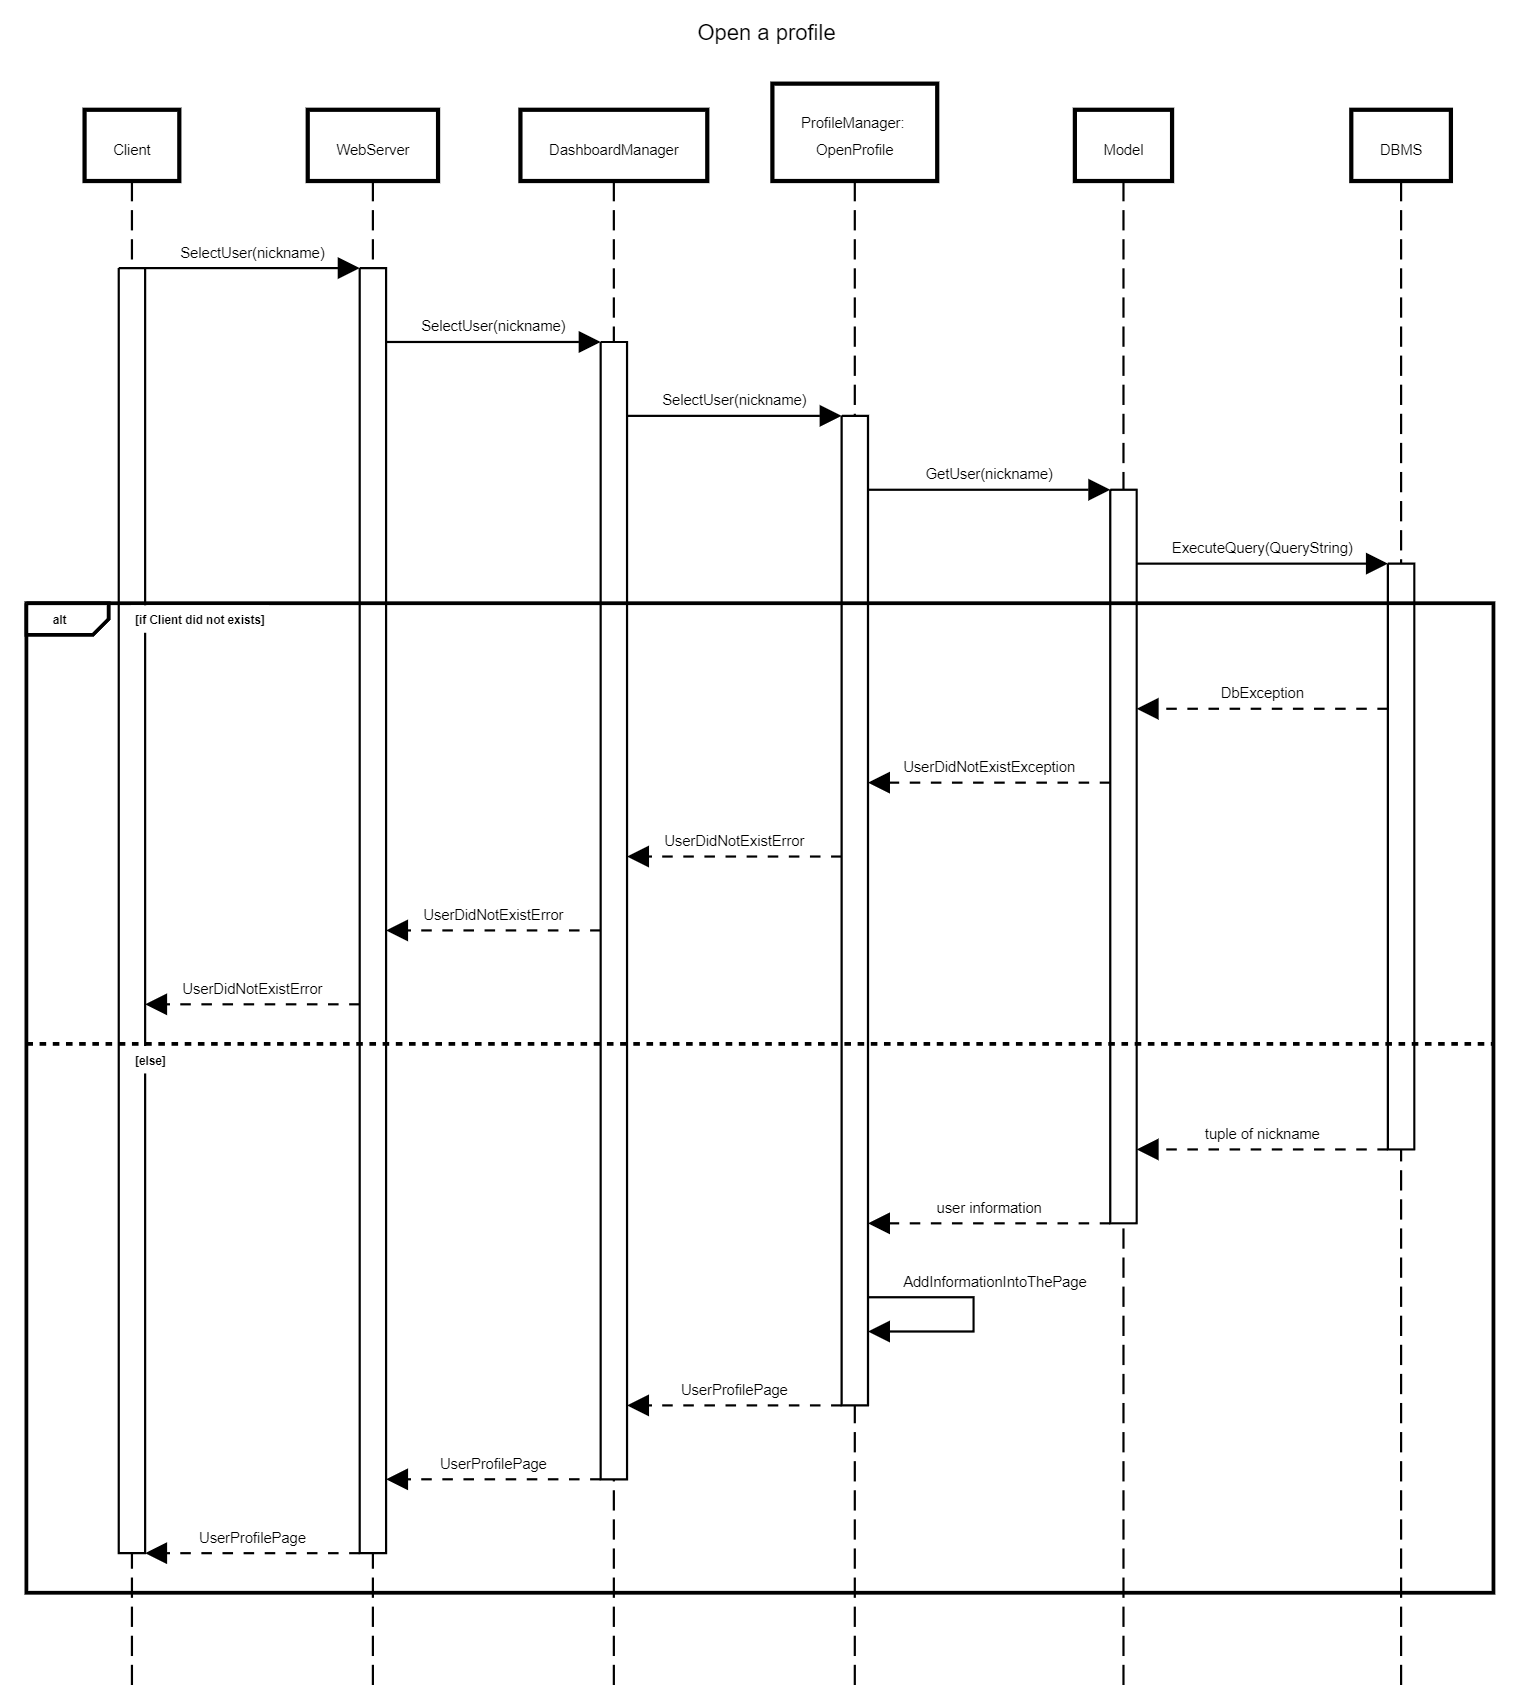 Open a profile
Client
WebServer
DashboardManager
ProfileManager:
OpenProfile
Model
DBMS
SelectUser(nickname)
SelectUser(nickname)
SelectUser(nickname)
GetUser(nickname)
ExecuteQuery(QueryString)
alt
[if Client did not exists]
DbException
UserDidNotExistException
UserDidNotExistError
UserDidNotExistError
UserDidNotExistError
[else]
tuple of nickname
user information
AddInformationIntoThePage
UserProfilePage
UserProfilePage
UserProfilePage